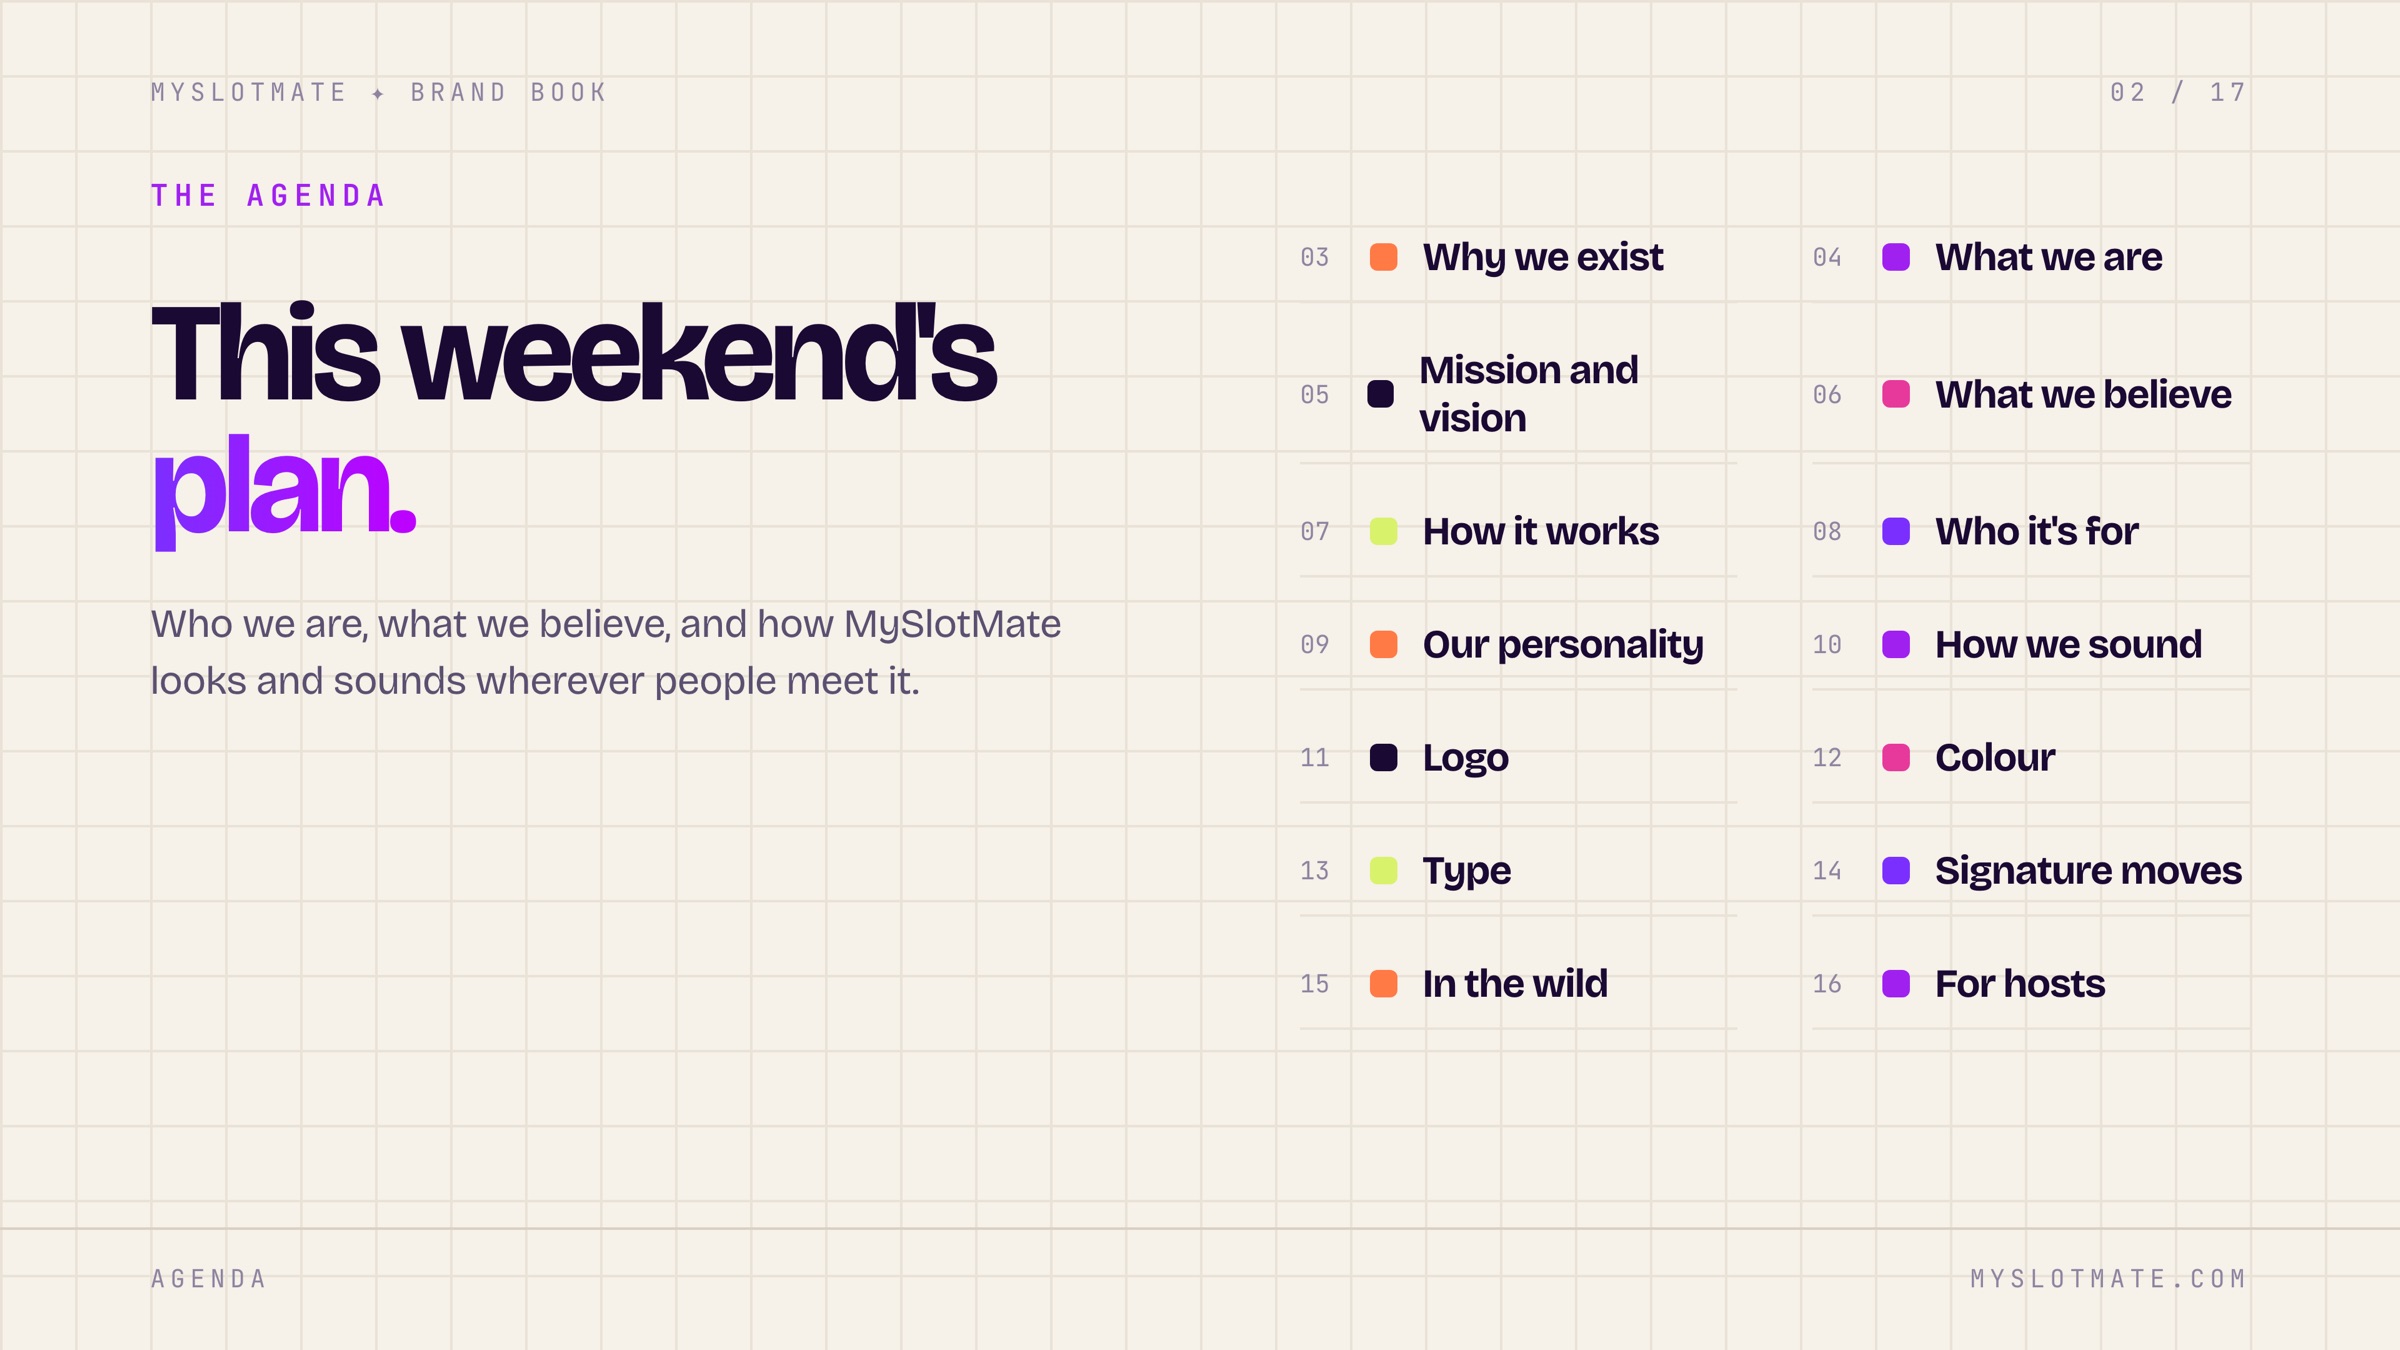 MYSLOTMATE ✦ BRAND BOOK
02 / 17
THE AGENDA
This weekend's
plan.
Who we are, what we believe, and how MySlotMate
looks and sounds wherever people meet it.
03 Why we exist
04 What we are
05 Mission and
vision
06 What we believe
07 How it works
08 Who it's for
09 Our personality
10 How we sound
11 Logo
12 Colour
13 Type
14 Signature moves
15 In the wild
16 For hosts
AGENDA
MYSLOTMATE.COM